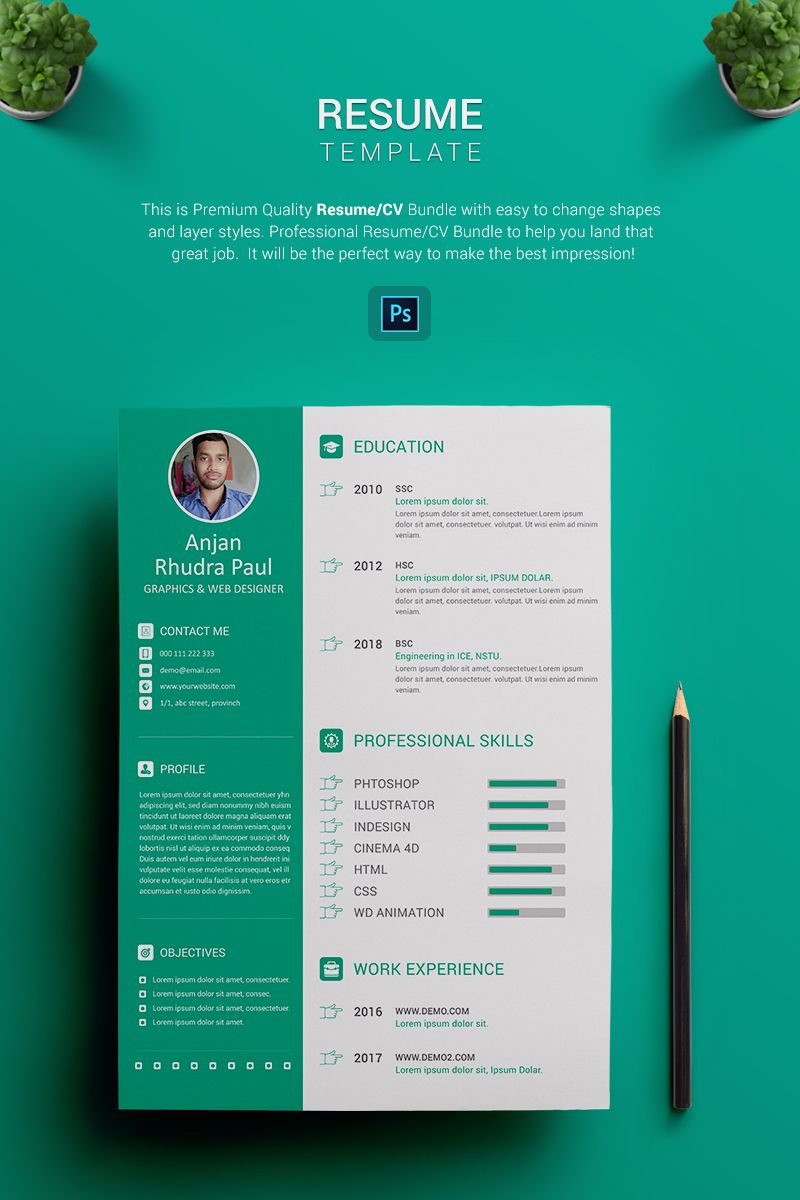 RESUME
TEMPLATE
This is Premium Quality Resume/CV Bundle with easy to change shapes
and layer styles. Professional Resume/CV Bundle to help you land that
great job. It will be the perfect way to make the best impression!
Ps
Anjan
Rhudra Paul
GRAPHICS & WEB DESIGNER
CONTACT ME
000 111 222 333
demo@email.com
www.yourwebsite.com
1/1, abc street, provinch
PROFILE
Lorem ipsum dolor sit amet, consectetuer yhn
adipiscing elit, sed diam nonummy nibh euism
tincidunt ut laoreet dolore magna aliquam erat
volutpat. Ut wisi enim ad minim veniam, quis v
nostrud exerci tation ullamcorper suscipit ddy
lobortis nisl ut aliquip ex ea commodo conseq
Duis autem vel eum iriure dolor in hendrerit ini
vulputate velit esse molestie consequat, vel illu
dolore eu feugiat nulla facilisis at vero eros etr
accumsan et iusto odio dignissim.
OBJECTIVES
Lorem ipsum dolor sit amet, consectetuer.
Lorem ipsum dolor sit amet, consec.
Lorem ipsum dolor sit amet, consectetuer.
Lorem ipsum dolor sit amet.
EDUCATION
2010 SSC
Lorem ipsum dolor sit.
Lorem ipsum dolor sit amet, consectetuer.Lorem ipsum
dolor sit amet, consectetuer. volutpat. Ut wisi enim ad minim
veniam.
2012 HSC
Lorem ipsum dolor sit, IPSUM DOLAR.
Lorem ipsum dolor sit amet, consectetuer.Lorem ipsum
dolor sit amet, consectetuer. volutpat. Ut wisi enim ad minim
veniam.
2018 BSC
Engineering in ICE, NSTU.
Lorem ipsum dolor sit amet, consectetuer.Lorem ipsum
dolor sit amet, consectetuer. volutpat. Ut wisi enim ad minim
veniam.
PROFESSIONAL SKILLS
PHTOSHOP
ILLUSTRATOR
INDESIGN
CINEMA 4D
HTML
CSS
WD ANIMATION
WORK EXPERIENCE
2016 WWW.DEMO.COM
Lorem ipsum dolor sit.
2017 WWW.DEMO2.COM
Lorem ipsum dolor sit, Ipsum Dolar.